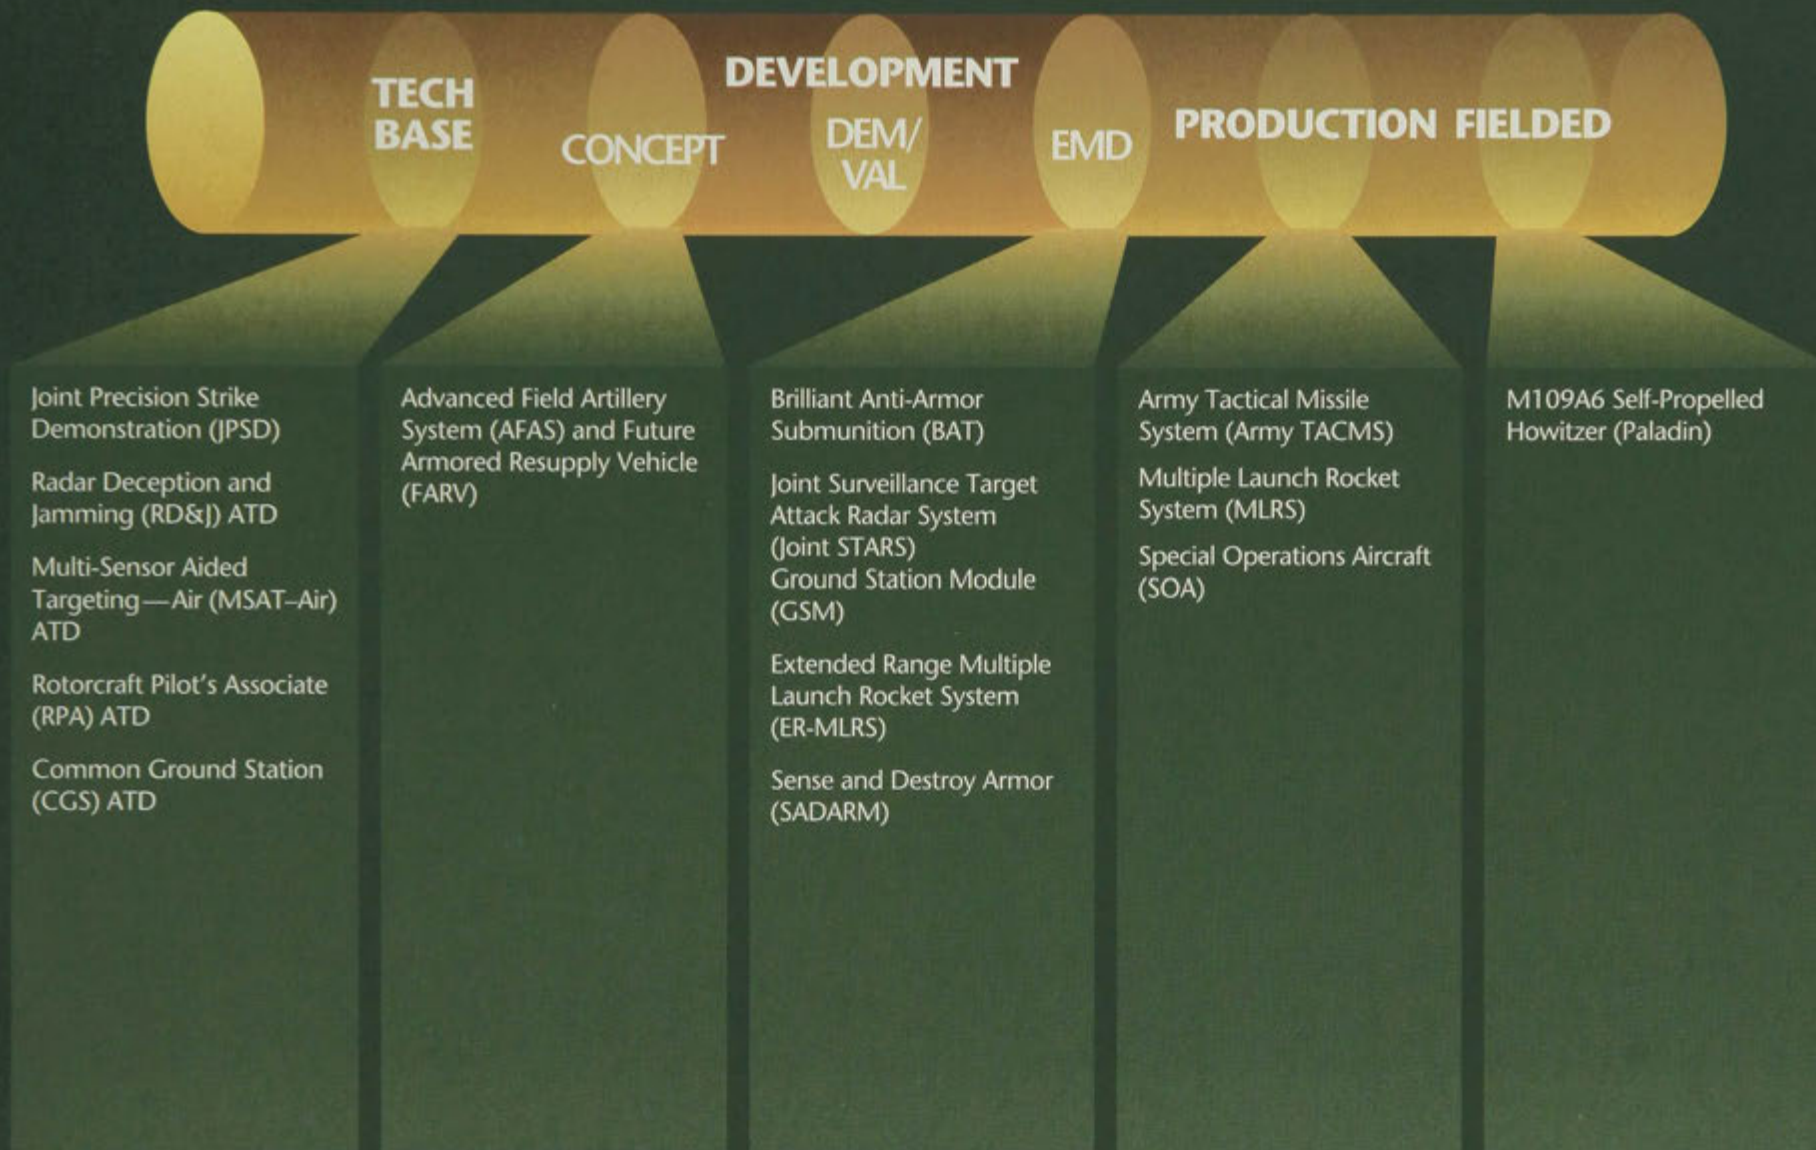 TECH
BASE
DEVELOPMENT
CONCEPT
DEM/
VAL
EMD
PRODUCTION
FIELDED
Joint Precision Strike
Demonstration (JPSD)
Radar Deception and
Jamming (RD&J) ATD
Multi-Sensor Aided
Targeting—Air (MSAT–Air)
ATD
Rotorcraft Pilot's Associate
(RPA) ATD
Common Ground Station
(CGS) ATD
Advanced Field Artillery
System (AFAS) and Future
Armored Resupply Vehicle
(FARV)
Brilliant Anti-Armor
Submunition (BAT)
Joint Surveillance Target
Attack Radar System
(Joint STARS)
Ground Station Module
(GSM)
Extended Range Multiple
Launch Rocket System
(ER-MLRS)
Sense and Destroy Armor
(SADARM)
Army Tactical Missile
System (Army TACMS)
Multiple Launch Rocket
System (MLRS)
Special Operations Aircraft
(SOA)
M109A6 Self-Propelled
Howitzer (Paladin)